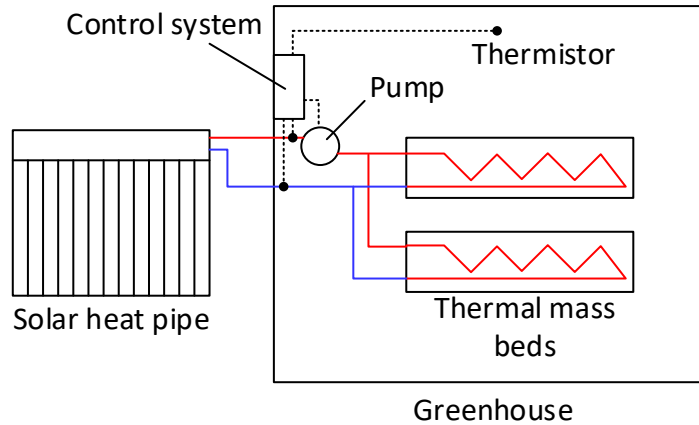 Control system
Thermistor
Pump
Solar heat pipe
Thermal mass
beds
Greenhouse